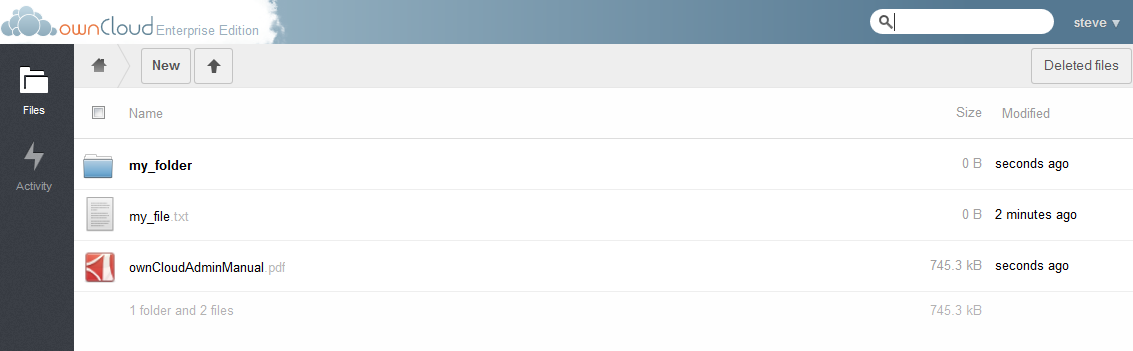 ownCloud Enterprise Edition
steve ▾
New
Deleted files
Files
Activity
Name Size Modified
my_folder 0 B seconds ago
my_file.txt 0 B 2 minutes ago
ownCloudAdminManual.pdf 745.3 kB seconds ago
1 folder and 2 files 745.3 kB